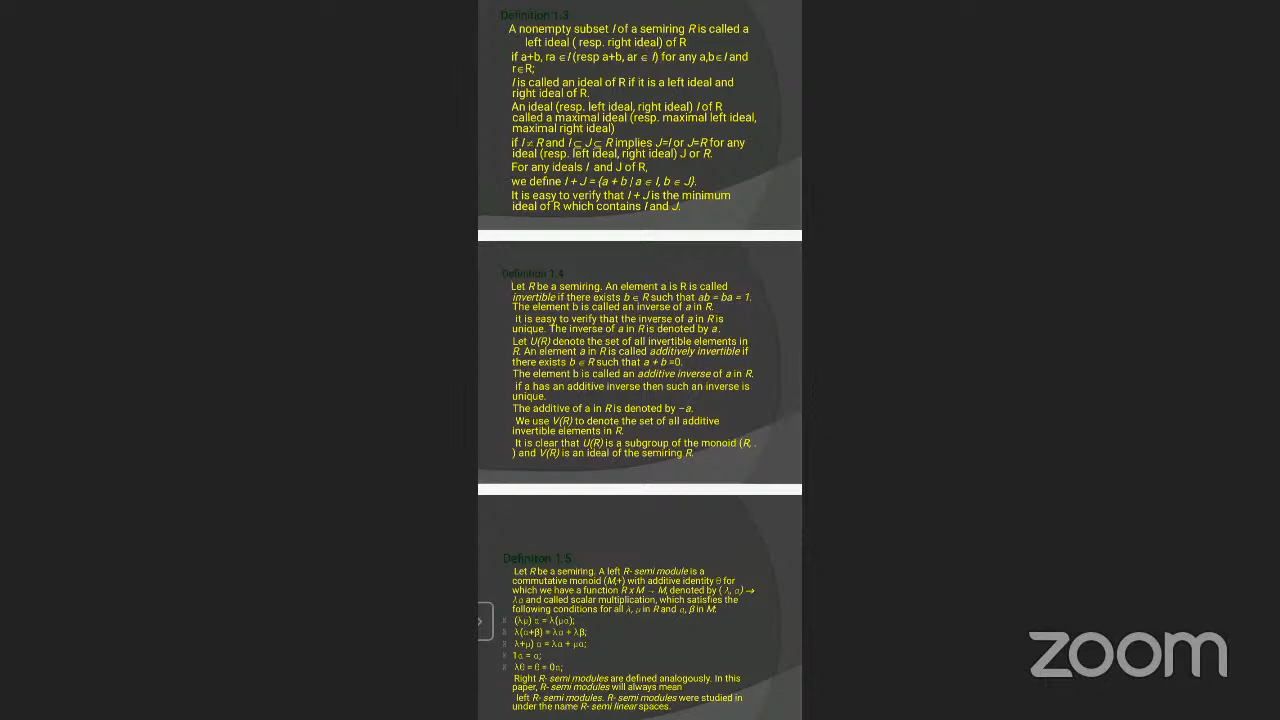 Definition 1.3
A nonempty subset I of a semiring R is called a
left ideal ( resp. right ideal) of R
if a+b, ra ∈ I (resp a+b, ar ∈ I) for any a,b∈I and
r∈R;
I is called an ideal of R if it is a left ideal and
right ideal of R.
An ideal (resp. left ideal, right ideal) I of R
called a maximal ideal (resp. maximal left ideal,
maximal right ideal)
if I ≠ R and I ⊆ J ⊆ R implies J=I or J=R for any
ideal (resp. left ideal, right ideal) J or R.
For any ideals I and J of R,
we define I + J = {a + b | a ∈ I, b ∈ J}.
It is easy to verify that I + J is the minimum
ideal of R which contains I and J.
Definition 1.4
Let R be a semiring. An element a is R is called
invertible if there exists b ∈ R such that ab = ba = 1.
The element b is called an inverse of a in R.
it is easy to verify that the inverse of a in R is
unique. The inverse of a in R is denoted by a.
Let U(R) denote the set of all invertible elements in
R. An element a in R is called additively invertible if
there exists b ∈ R such that a + b =0.
The element b is called an additive inverse of a in R.
if a has an additive inverse then such an inverse is
unique.
The additive of a in R is denoted by −a.
We use V(R) to denote the set of all additive
invertible elements in R.
It is clear that U(R) is a subgroup of the monoid (R, .
) and V(R) is an ideal of the semiring R.
Definiton 1.5
Let R be a semiring. A left R- semi module is a
commutative monoid (M,+) with additive identity θ for
which we have a function R x M → M, denoted by ( λ, α) →
λα and called scalar multiplication, which satisfies the
following conditions for all λ, μ in R and α, β in M:
(λμ) α = λ(μα);
λ(α+β) = λα + λβ;
λ+μ) α = λα + μα;
1α = α;
λθ = θ = 0α;
Right R- semi modules are defined analogously. In this
paper, R- semi modules will always mean
left R- semi modules. R- semi modules were studied in
under the name R- semi linear spaces.
zoom